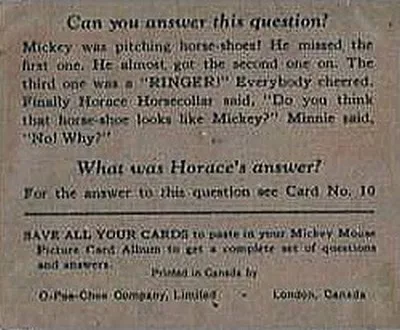 Can you answer this question?
Mickey was pitching horse-shoes! He missed the
first one. He almost got the second one on. The
third one was a "RINGER!" Everybody cheered.
Finally Horace Horsecollar said, "Do you think
that horse-shoe looks like Mickey?" Minnie said,
"No! Why?"
What was Horace's answer?
For the answer to this question see Card No. 10
SAVE ALL YOUR CARDS to paste in your Mickey Mouse
Picture Card Album to get a complete set of questions
and answers.
Printed in Canada by
O-Pee-Chee Company, Limited - London, Canada